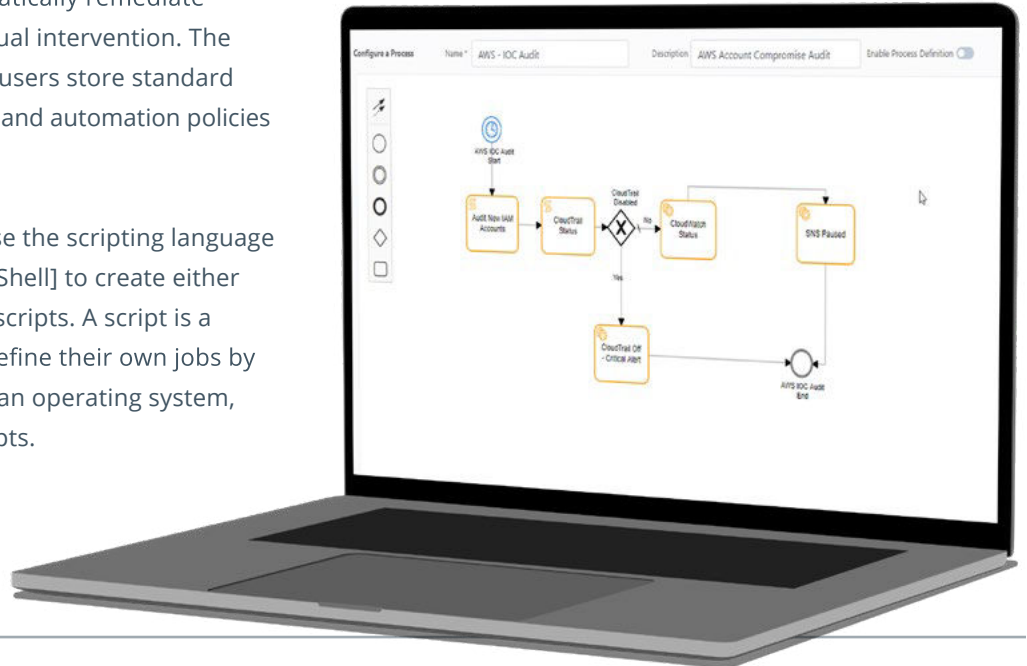 atically remediate
ual intervention. The
users store standard
and automation policies
se the scripting language
Shell] to create either
scripts. A script is a
efine their own jobs by
an operating system,
pts.
Configure a Process
Name *
AWS - IOC Audit
Description
AWS Account Compromise Audit
Enable Process Definition
AWS IOC Audit
Start
Audit New IAM
Accounts
CloudTrail
Status
CloudTrail
Disabled
No
CloudWatch
Status
SNS Paused
Yes
CloudTrail Off
- Critical Alert
AWS IOC Audit
End